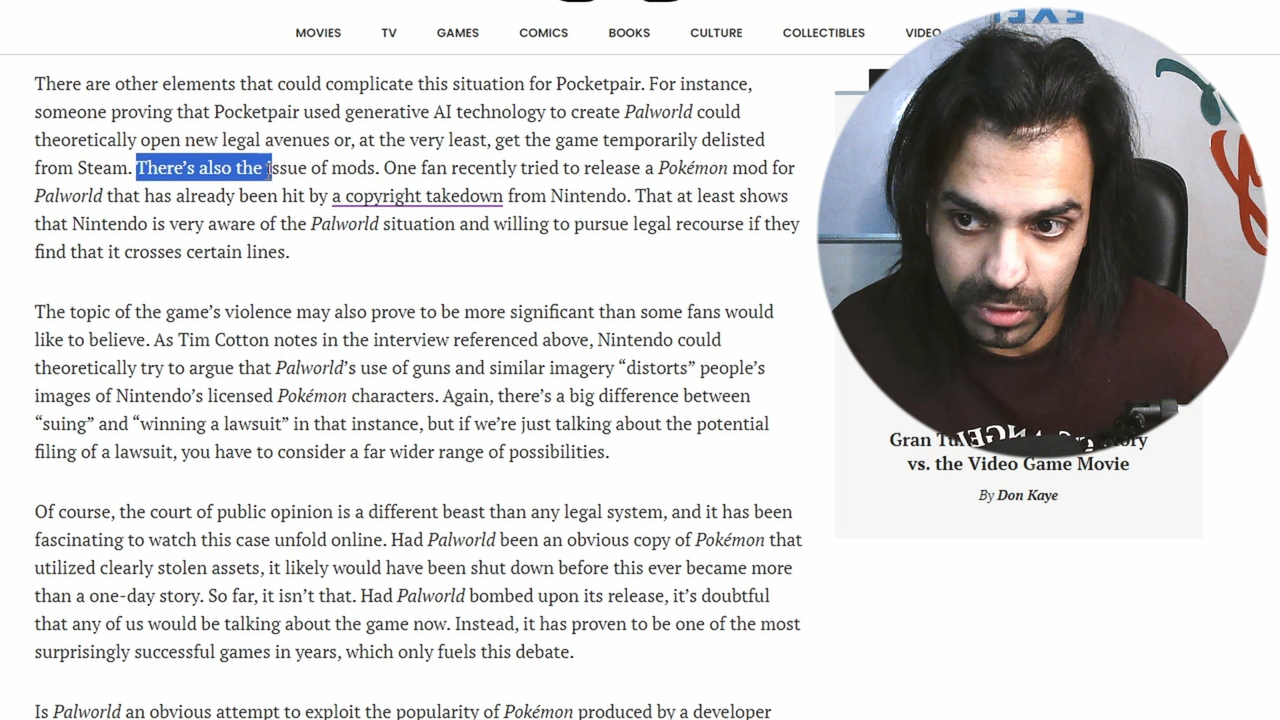 MOVIES TV GAMES COMICS BOOKS CULTURE COLLECTIBLES VIDEO
There are other elements that could complicate this situation for Pocketpair. For instance,
someone proving that Pocketpair used generative AI technology to create Palworld could
theoretically open new legal avenues or, at the very least, get the game temporarily delisted
from Steam. There’s also the issue of mods. One fan recently tried to release a Pokémon mod for
Palworld that has already been hit by a copyright takedown from Nintendo. That at least shows
that Nintendo is very aware of the Palworld situation and willing to pursue legal recourse if they
find that it crosses certain lines.
The topic of the game’s violence may also prove to be more significant than some fans would
like to believe. As Tim Cotton notes in the interview referenced above, Nintendo could
theoretically try to argue that Palworld’s use of guns and similar imagery “distorts” people’s
images of Nintendo’s licensed Pokémon characters. Again, there’s a big difference between
“suing” and “winning a lawsuit” in that instance, but if we’re just talking about the potential
filing of a lawsuit, you have to consider a far wider range of possibilities.
Of course, the court of public opinion is a different beast than any legal system, and it has been
fascinating to watch this case unfold online. Had Palworld been an obvious copy of Pokémon that
utilized clearly stolen assets, it likely would have been shut down before this ever became more
than a one-day story. So far, it isn’t that. Had Palworld bombed upon its release, it’s doubtful
that any of us would be talking about the game now. Instead, it has proven to be one of the most
surprisingly successful games in years, which only fuels this debate.
Is Palworld an obvious attempt to exploit the popularity of Pokémon produced by a developer
Gran
vs. the Video Game Movie
By Don Kaye